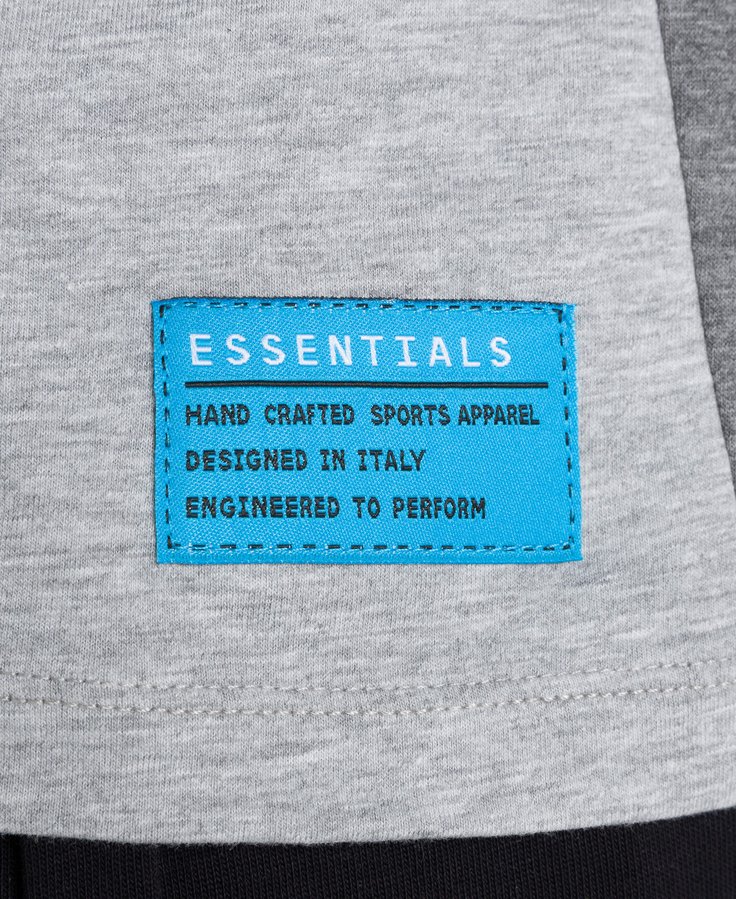 ESSENTIALS
HAND CRAFTED SPORTS APPAREL
DESIGNED IN ITALY
ENGINEERED TO PERFORM